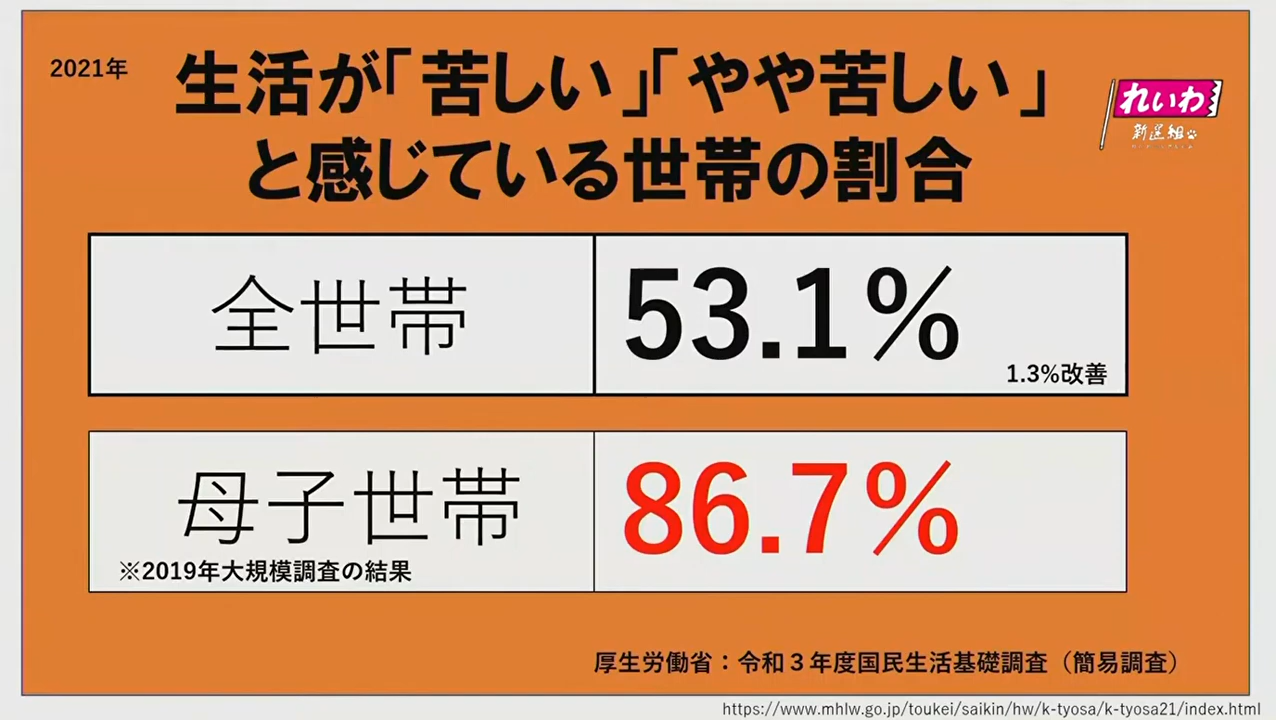 2021年
生活が「苦しい」「やや苦しい」
と感じている世帯の割合
れいわ
新選組
全世帯
53.1%
1.3%改善
母子世帯
86.7%
※2019年大規模調査の結果
厚生労働省：令和３年度国民生活基礎調査（簡易調査）
https://www.mhlw.go.jp/toukei/saikin/hw/k-tyosa/k-tyosa21/index.html